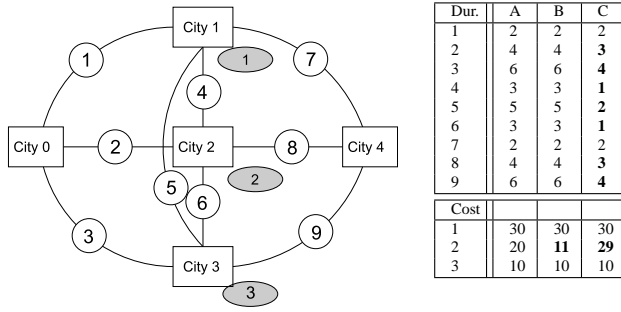 City 1
1
1
7
4
City 0
2
City 2
8
City 4
2
5
6
3
9
City 3
3
Dur. A B C
1 2 2 2
2 4 4 3
3 6 6 4
4 3 3 1
5 5 5 2
6 3 3 1
7 2 2 2
8 4 4 3
9 6 6 4
Cost
1 30 30 30
2 20 11 29
3 10 10 10